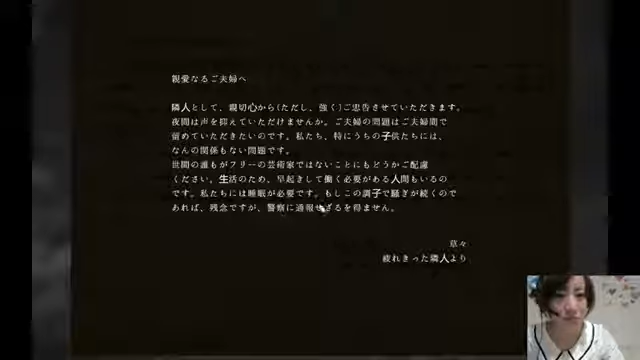 親愛なるご夫婦へ
隣人として、親切心から(ただし、強く)ご忠告させていただきます。
夜間は声を抑えていただけませんか。ご夫婦の問題はご夫婦間で
留めていただきたいのです。私たち、特にうちの子供たちには、
なんの関係もない問題です。
世間の誰もがフリーの芸術家ではないことにもどうかご配慮
ください。生活のため、早起きして働く必要がある人間もいるの
です。私たちには睡眠が必要です。もしこの調子で騒ぎが続くので
あれば、残念ですが、警察に通報せざるを得ません。
草々
疲れきった隣人より